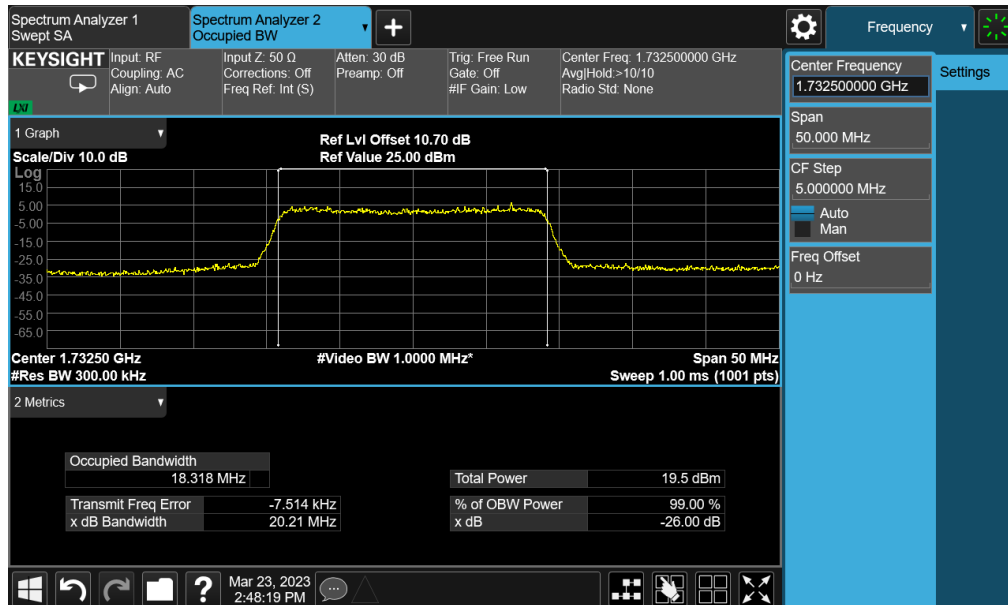 Spectrum Analyzer 1
Swept SA
Spectrum Analyzer 2
Occupied BW
+
Frequency
KEYSIGHT
LXI
Input: RF
Coupling: AC
Align: Auto
Input Z: 50 Ω
Corrections: Off
Freq Ref: Int (S)
Atten: 30 dB
Preamp: Off
Trig: Free Run
Gate: Off
#IF Gain: Low
Center Freq: 1.732500000 GHz
Avg|Hold:>10/10
Radio Std: None
Center Frequency
1.732500000 GHz
Settings
Span
50.000 MHz
CF Step
5.000000 MHz
Auto
Man
Freq Offset
0 Hz
1 Graph
Scale/Div 10.0 dB
Ref Lvl Offset 10.70 dB
Ref Value 25.00 dBm
Log
15.0
5.00
-5.00
-15.0
-25.0
-35.0
-45.0
-55.0
-65.0
Center 1.73250 GHz
#Video BW 1.0000 MHz*
Span 50 MHz
#Res BW 300.00 kHz
Sweep 1.00 ms (1001 pts)
2 Metrics
Occupied Bandwidth
18.318 MHz
Total Power 19.5 dBm
Transmit Freq Error -7.514 kHz
% of OBW Power 99.00 %
x dB Bandwidth 20.21 MHz
x dB -26.00 dB
?
Mar 23, 2023
2:48:19 PM